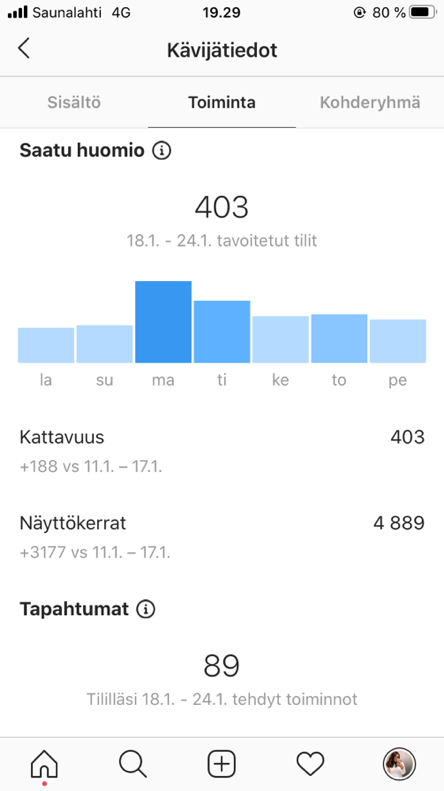 Saunalahti 4G 19.29 80 %
Kävijätiedot
Sisältö Toiminta Kohderyhmä
Saatu huomio
403
18.1. - 24.1. tavoitetut tilit
la su ma ti ke to pe
Kattavuus 403
+188 vs 11.1. – 17.1.
Näyttökerrat 4 889
+3177 vs 11.1. – 17.1.
Tapahtumat
89
Tililläsi 18.1. - 24.1. tehdyt toiminnot